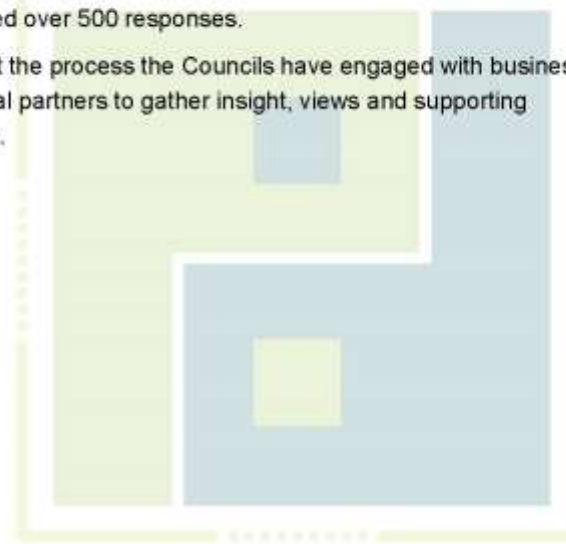 ed over 500 responses.
t the process the Councils have engaged with busines
al partners to gather insight, views and supporting
.